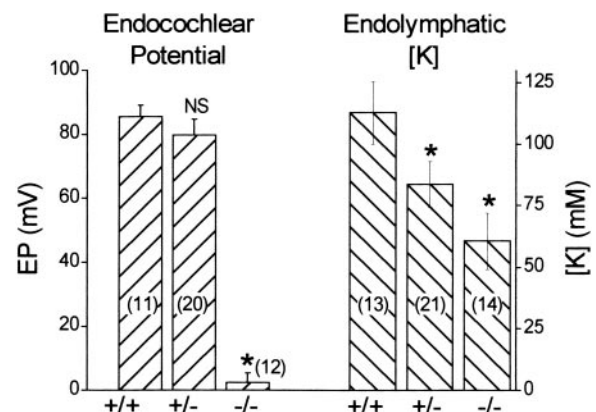 Endocochlear Endolymphatic
Potential [K]
100
80
60
40
20
0
EP (mV)
NS
*
*
*
(11) (20) (12) (13) (21) (14)
125
100
75
50
25
0
[K] (mM)
+/+ +/- -/- +/+ +/- -/-